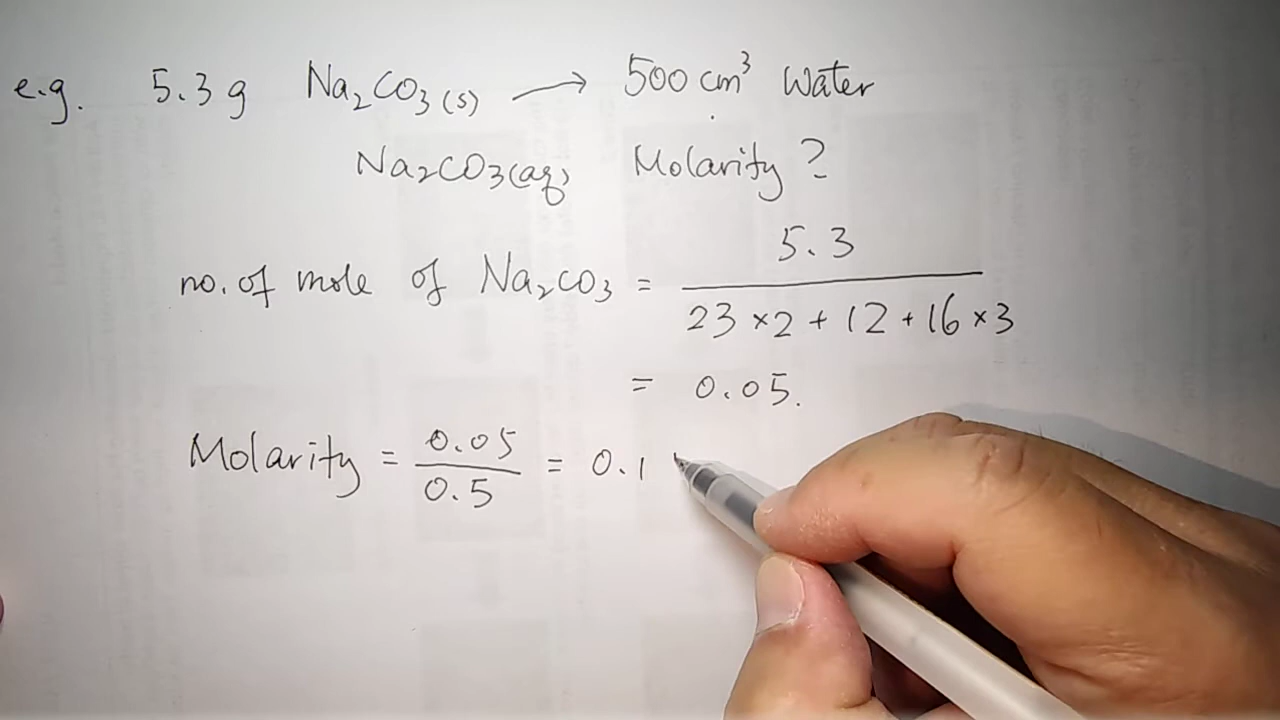 e.g. 5.3 g Na₂CO₃(s) → 500 cm³ Water
Na₂CO₃(aq) Molarity ?
5.3
no. of mole of Na₂CO₃ =
23 ×2 + 12 + 16 ×3
= 0.05.
Molarity = 0.05/0.5 = 0.1